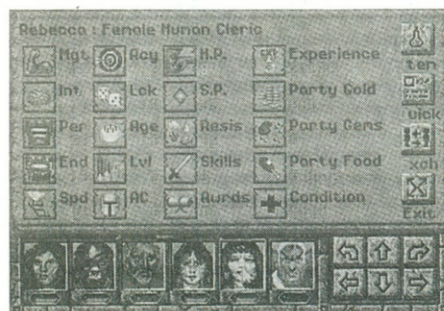 Rebecca : Female Human Cleric
Mgt Acy H.P. Experience
Int Lck S.P. Party Gold
Per Age Resis Party Gems
End Lvl Skills Party Food
Spd AC Awrds Condition
Exit